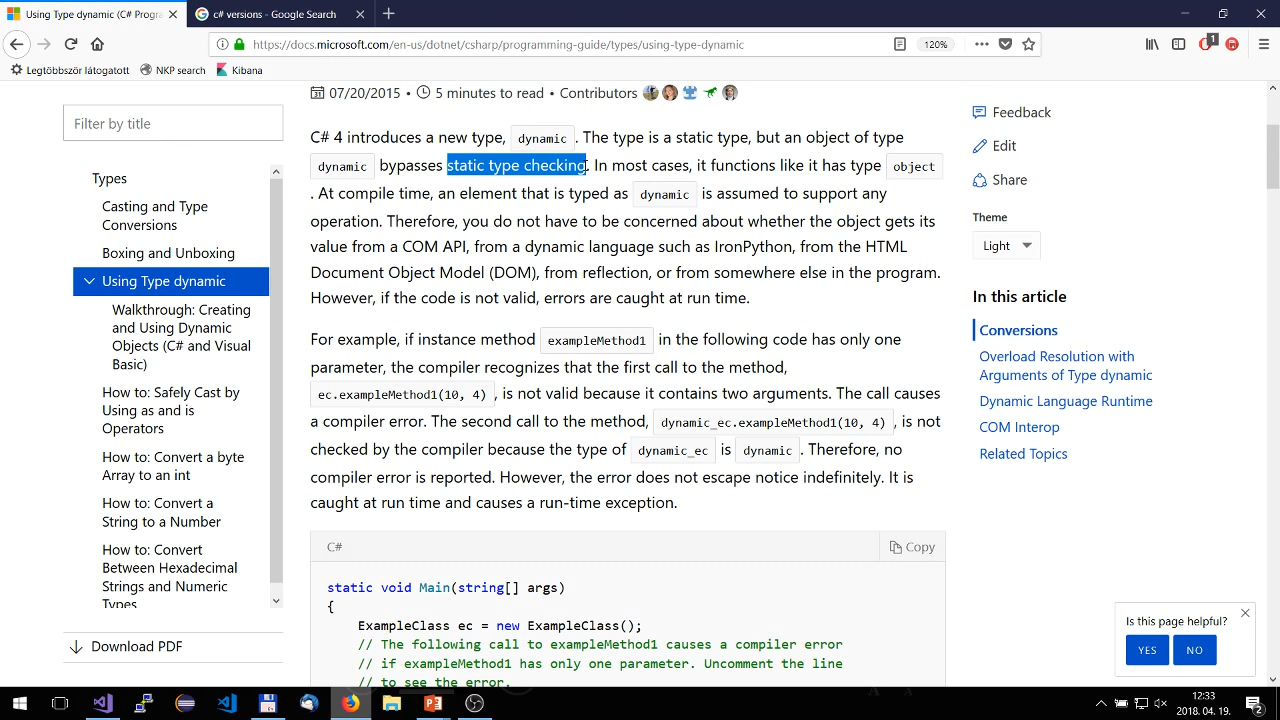 Using Type dynamic (C# Progra
c# versions - Google Search
https://docs.microsoft.com/en-us/dotnet/csharp/programming-guide/types/using-type-dynamic
120%
1
Legtöbbször látogatott
NKP search
Kibana
07/20/2015 • 5 minutes to read • Contributors
Filter by title
Types
Casting and Type
Conversions
Boxing and Unboxing
Using Type dynamic
Walkthrough: Creating
and Using Dynamic
Objects (C# and Visual
Basic)
How to: Safely Cast by
Using as and is
Operators
How to: Convert a byte
Array to an int
How to: Convert a
String to a Number
How to: Convert
Between Hexadecimal
Strings and Numeric
Types
Download PDF
C# 4 introduces a new type, dynamic. The type is a static type, but an object of type
dynamic bypasses static type checking. In most cases, it functions like it has type object
. At compile time, an element that is typed as dynamic is assumed to support any
operation. Therefore, you do not have to be concerned about whether the object gets its
value from a COM API, from a dynamic language such as IronPython, from the HTML
Document Object Model (DOM), from reflection, or from somewhere else in the program.
However, if the code is not valid, errors are caught at run time.
For example, if instance method exampleMethod1 in the following code has only one
parameter, the compiler recognizes that the first call to the method,
ec.exampleMethod1(10, 4), is not valid because it contains two arguments. The call causes
a compiler error. The second call to the method, dynamic_ec.exampleMethod1(10, 4), is not
checked by the compiler because the type of dynamic_ec is dynamic. Therefore, no
compiler error is reported. However, the error does not escape notice indefinitely. It is
caught at run time and causes a run-time exception.
C#
Copy
static void Main(string[] args)
{
ExampleClass ec = new ExampleClass();
// The following call to exampleMethod1 causes a compiler error
// if exampleMethod1 has only one parameter. Uncomment the line
// to see the error.
Feedback
Edit
Share
Theme
Light
In this article
Conversions
Overload Resolution with
Arguments of Type dynamic
Dynamic Language Runtime
COM Interop
Related Topics
Is this page helpful?
YES
NO
12:33
2018. 04. 19.
2